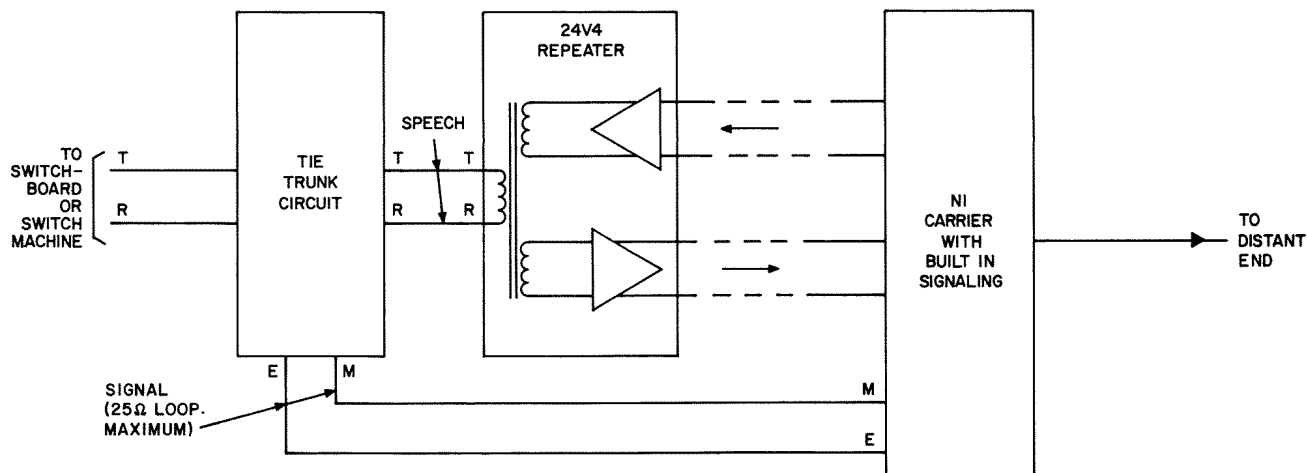 24V4
REPEATER
TO
SWITCH-
BOARD
OR
SWITCH
MACHINE
T
R
TIE
TRUNK
CIRCUIT
SPEECH
T
T
R
R
NI
CARRIER
WITH
BUILT IN
SIGNALING
TO
DISTANT
END
E
M
SIGNAL
(25Ω LOOP.
MAXIMUM)
M
E